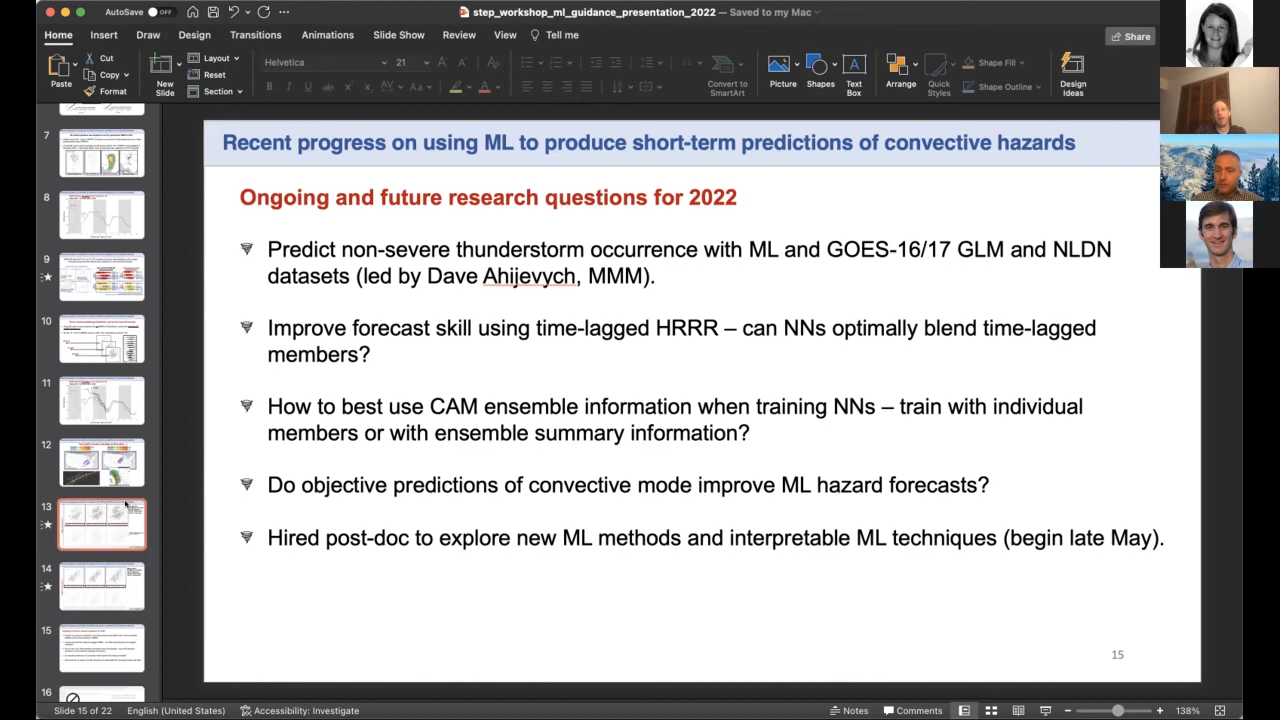 AutoSave OFF
step_workshop_ml_guidance_presentation_2022 — Saved to my Mac
Home Insert Draw Design Transitions Animations Slide Show Review View Tell me
Share
Paste
Cut
Copy
Format
New Slide
Layout
Reset
Section
Helvetica 21
Convert to SmartArt
Picture
Shapes
Text Box
Arrange
Quick Styles
Shape Fill
Shape Outline
Design Ideas
7
8
9
10
11
12
13
14
15
16
Recent progress on using ML to produce short-term predictions of convective hazards
Ongoing and future research questions for 2022
Predict non-severe thunderstorm occurrence with ML and GOES-16/17 GLM and NLDN
datasets (led by Dave Ahijevych, MMM).
Improve forecast skill using time-lagged HRRR – can NNs optimally blend time-lagged
members?
How to best use CAM ensemble information when training NNs – train with individual
members or with ensemble summary information?
Do objective predictions of convective mode improve ML hazard forecasts?
Hired post-doc to explore new ML methods and interpretable ML techniques (begin late May).
15
Slide 15 of 22 English (United States) Accessibility: Investigate Notes Comments 138%